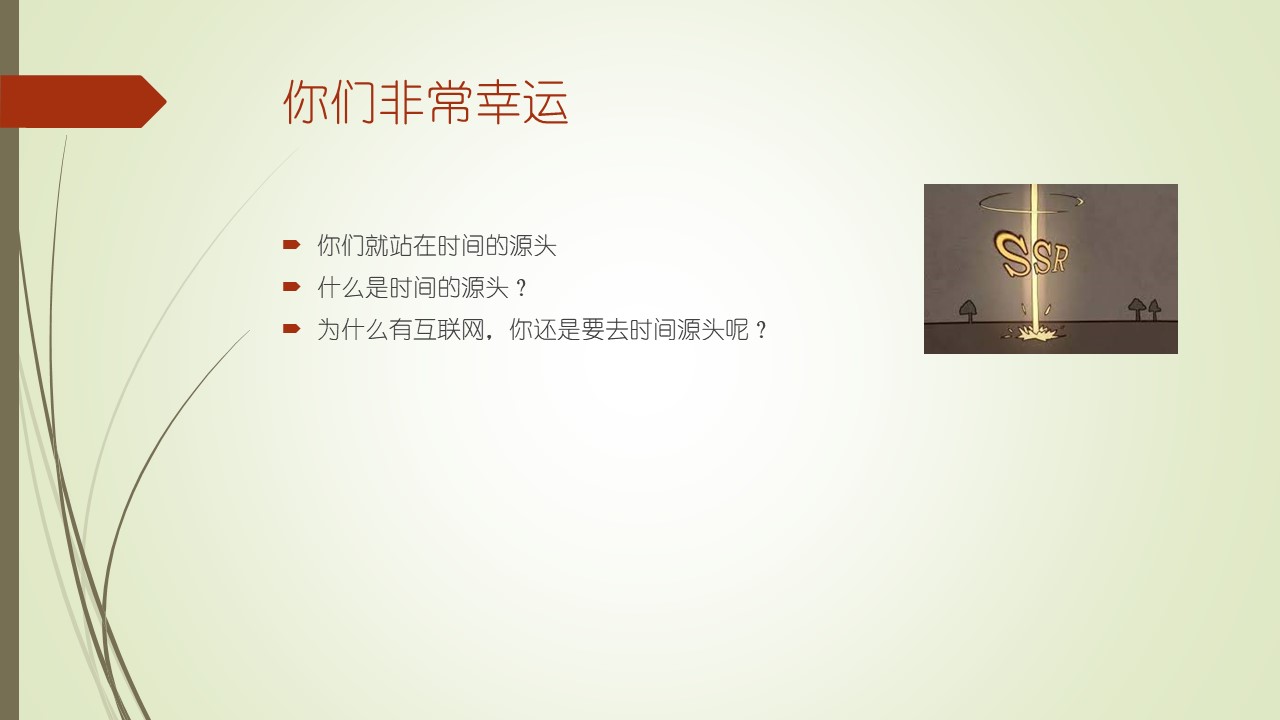 你们非常幸运
你们就站在时间的源头
什么是时间的源头？
为什么有互联网，你还是要去时间源头呢？
SSR